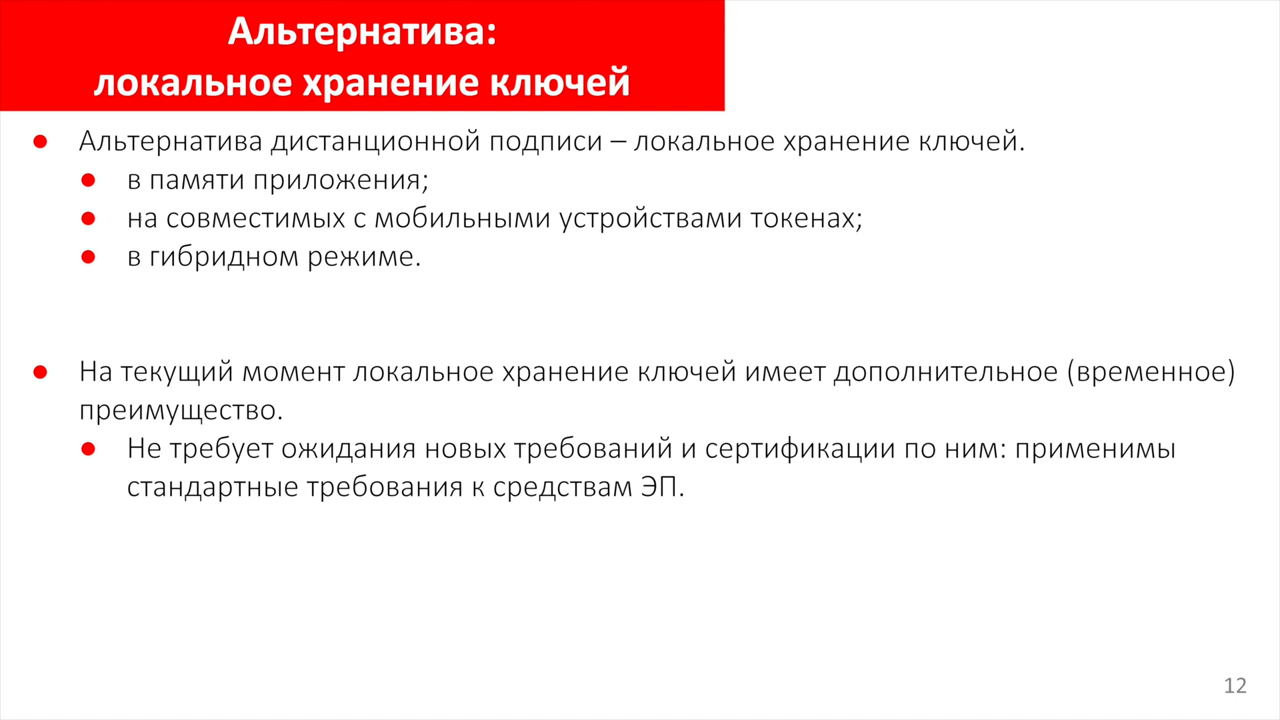 Альтернатива:
локальное хранение ключей
● Альтернатива дистанционной подписи – локальное хранение ключей.
● в памяти приложения;
● на совместимых с мобильными устройствами токенах;
● в гибридном режиме.
● На текущий момент локальное хранение ключей имеет дополнительное (временное)
преимущество.
● Не требует ожидания новых требований и сертификации по ним: применимы
стандартные требования к средствам ЭП.
12